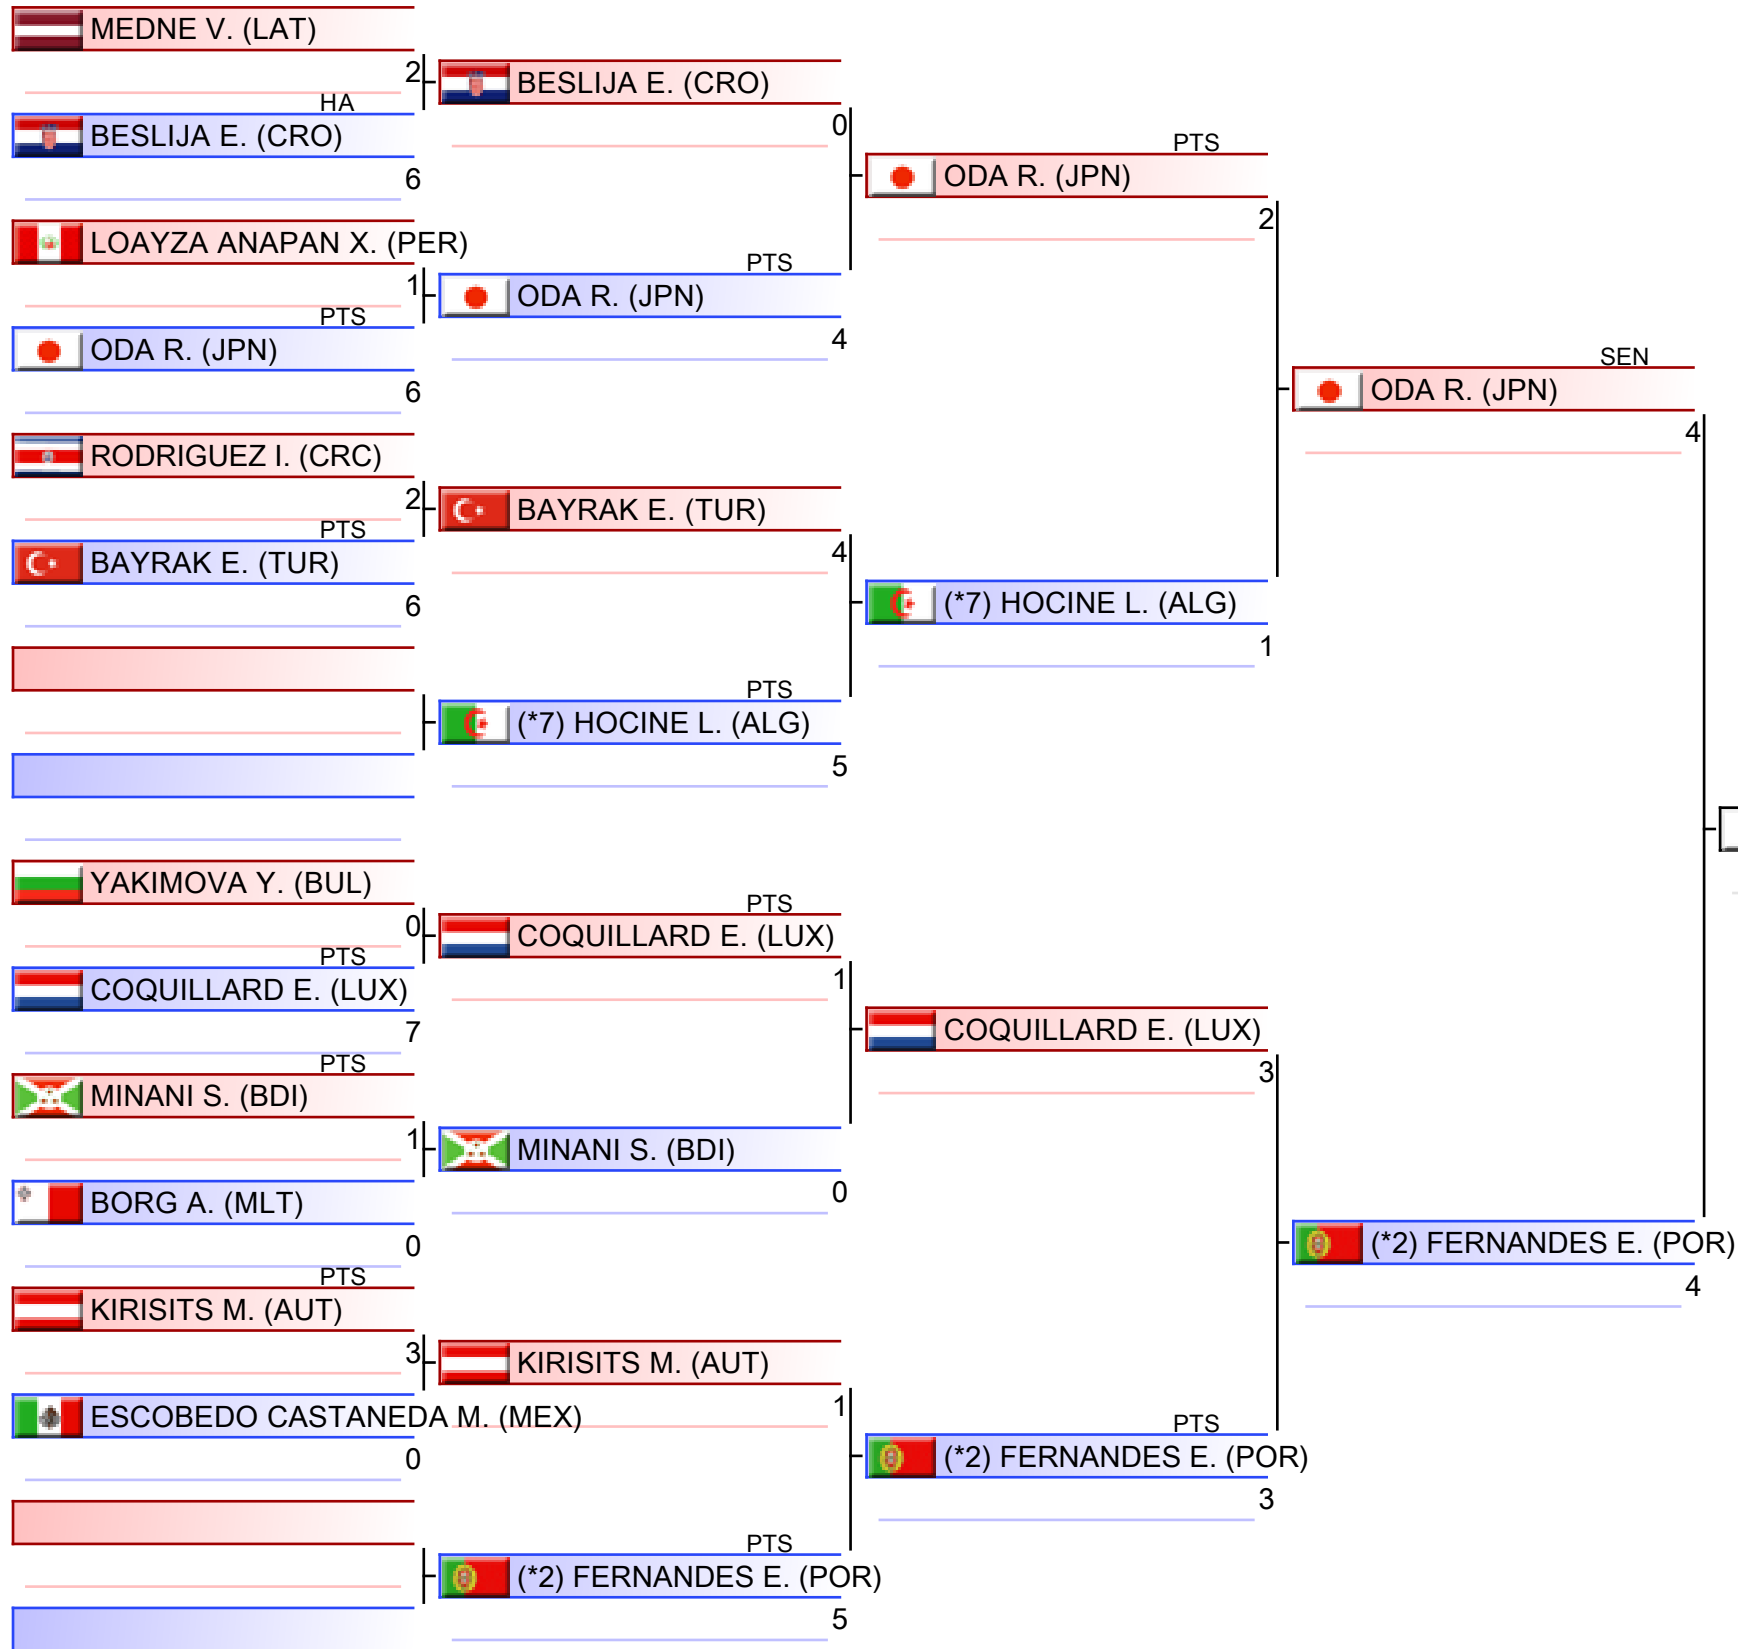 MEDNE V. (LAT)
2
HA
BESLIJA E. (CRO)
6
LOAYZA ANAPAN X. (PER)
1
PTS
ODA R. (JPN)
6
RODRIGUEZ I. (CRC)
2
PTS
BAYRAK E. (TUR)
6
YAKIMOVA Y. (BUL)
0
PTS
COQUILLARD E. (LUX)
7
PTS
MINANI S. (BDI)
1
BORG A. (MLT)
0
PTS
KIRISITS M. (AUT)
3
ESCOBEDO CASTANEDA M. (MEX)
0
BESLIJA E. (CRO)
0
PTS
ODA R. (JPN)
4
BAYRAK E. (TUR)
4
PTS
(*7) HOCINE L. (ALG)
5
PTS
COQUILLARD E. (LUX)
1
MINANI S. (BDI)
0
KIRISITS M. (AUT)
1
PTS
(*2) FERNANDES E. (POR)
5
PTS
ODA R. (JPN)
2
(*7) HOCINE L. (ALG)
1
COQUILLARD E. (LUX)
3
PTS
(*2) FERNANDES E. (POR)
3
SEN
ODA R. (JPN)
4
(*2) FERNANDES E. (POR)
4